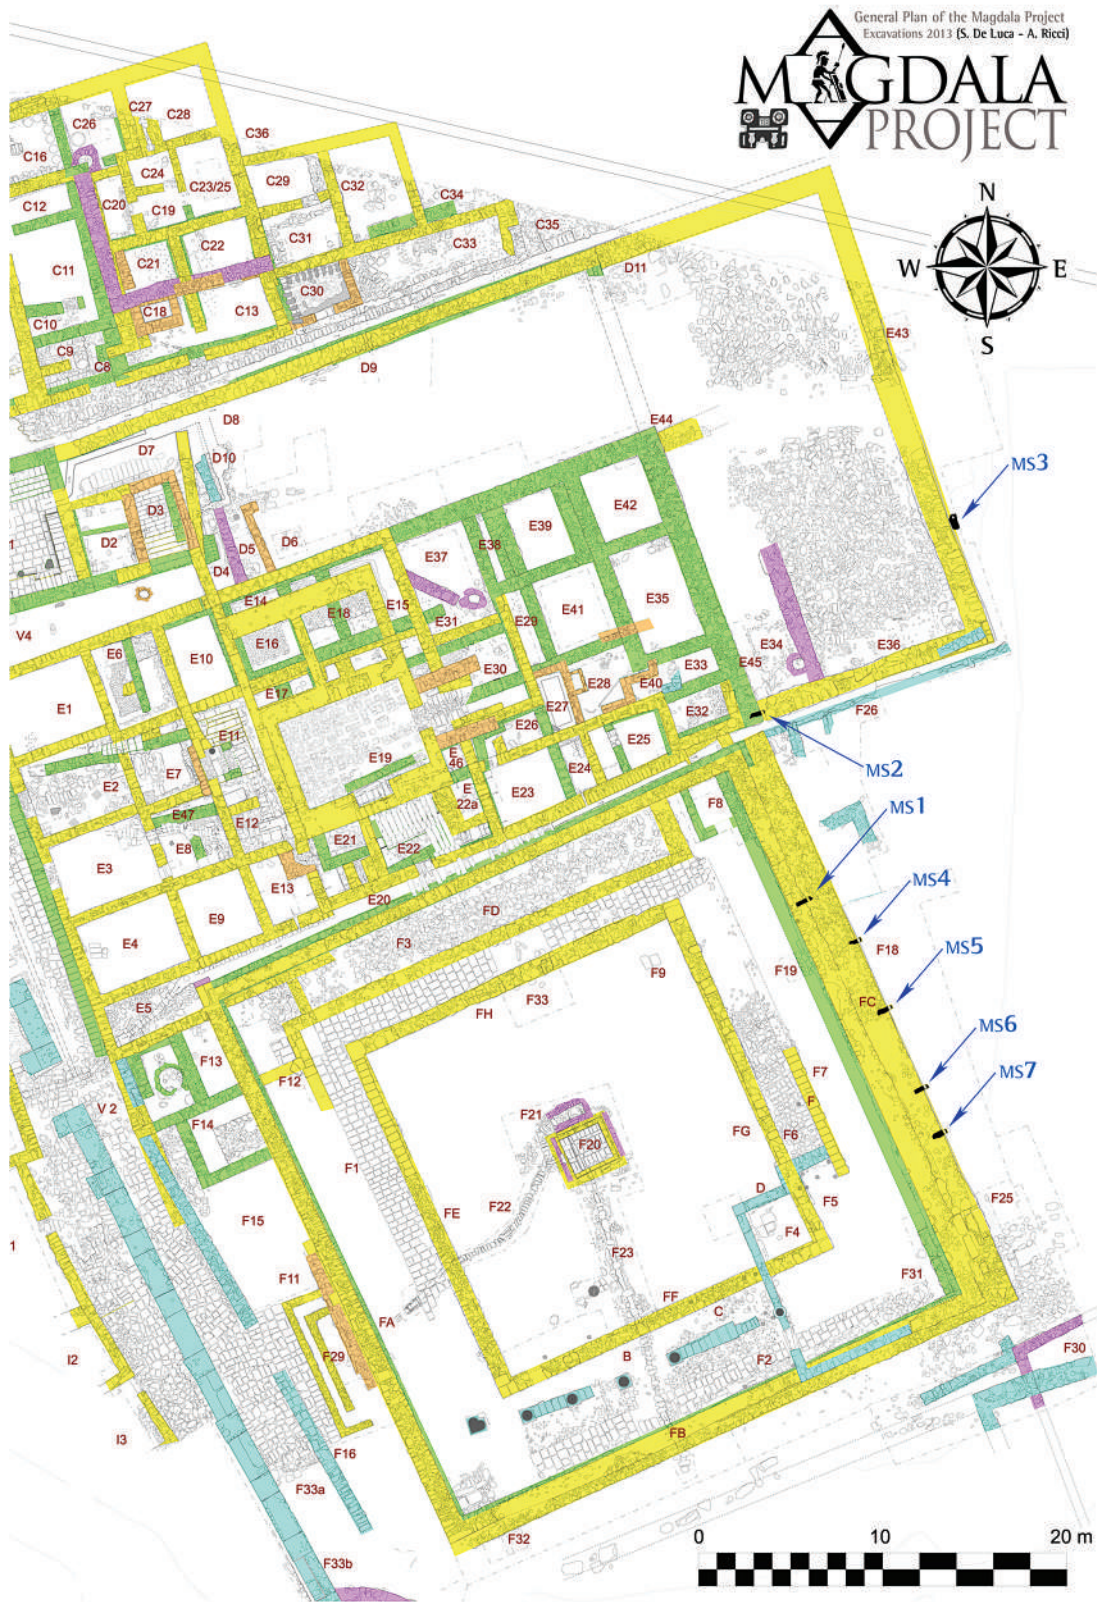 General Plan of the Magdala Project
Excavations 2013 (S. De Luca - A. Ricci)
MAGDALA
PROJECT
N
W E
S
C27
C28
C26
C36
C16
C24
C23/25
C29
C32
C12
C20
C19
C34
C22
C31
C33
C35
C11
C21
C30
D11
C10
C18
C13
E43
C9
C8
D9
D8
E44
D7
D10
MS3
D3
E42
E39
1
D2
D5
D6
E38
E37
D4
E14
E15
E18
E35
E41
V4
E31
E29
E16
E6
E10
E34
E36
E30
E33
E45
E17
E28
E40
E1
E27
E32
F26
E26
E11
E25
MS2
E19
E
46
E7
E2
E24
E
22a
E23
F8
MS1
E47
E12
E21
E8
E22
E3
E13
MS4
E20
E9
FD
E4
F3
F18
F19
MS5
F9
E5
F33
FC
FH
MS6
F13
F7
F12
MS7
V 2
F21
F
F14
F20
FG
F6
F1
D
F5
F25
F22
FE
F15
F4
F23
1
F11
F31
FF
C
FA
F29
F30
I2
B
F2
I3
FB
F16
F33a
F32
0 10 20 m
F33b